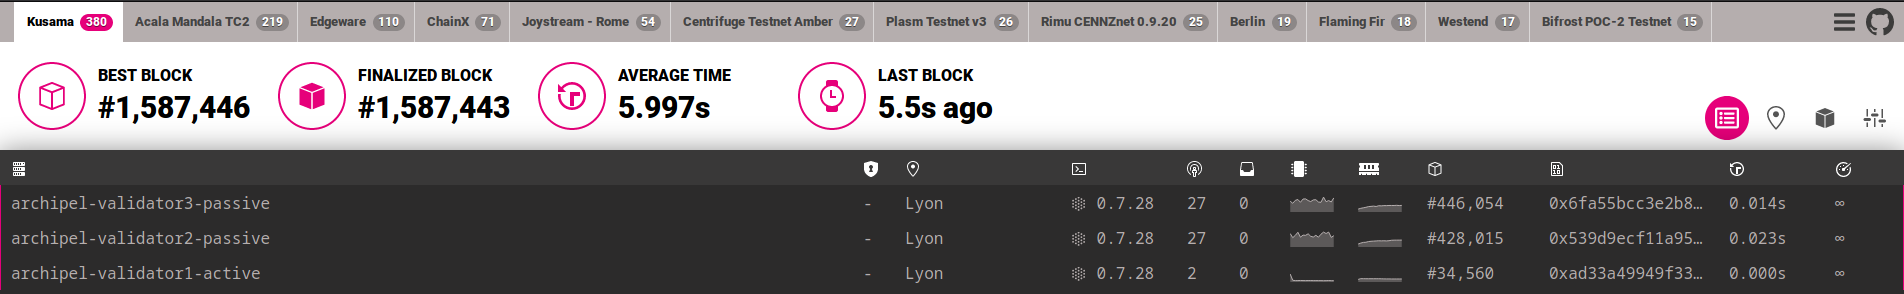 Kusama 380 Acala Mandala TC2 219 Edgeware 110 ChainX 71 Joystream - Rome 54 Centrifuge Testnet Amber 27 Plasm Testnet v3 26 Rimu CENNZnet 0.9.20 25 Berlin 19 Flaming Fir 18 Westend 17 Bifrost POC-2 Testnet 15
BEST BLOCK
#1,587,446
FINALIZED BLOCK
#1,587,443
AVERAGE TIME
5.997s
LAST BLOCK
5.5s ago
archipel-validator3-passive - Lyon 0.7.28 27 0 #446,054 0x6fa55bcc3e2b8… 0.014s ∞
archipel-validator2-passive - Lyon 0.7.28 27 0 #428,015 0x539d9ecf11a95… 0.023s ∞
archipel-validator1-active - Lyon 0.7.28 2 0 #34,560 0xad33a49949f33… 0.000s ∞